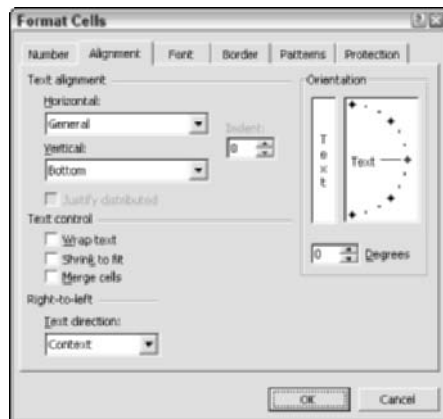 Format Cells
Number Alignment Font Border Patterns Protection
Text alignment
Horizontal:
General
Vertical:
Bottom
Indent:
0
Justify distributed
Text control
Wrap text
Shrink to fit
Merge cells
Right-to-left
Text direction:
Context
Orientation
Text
Text
0 Degrees
OK Cancel